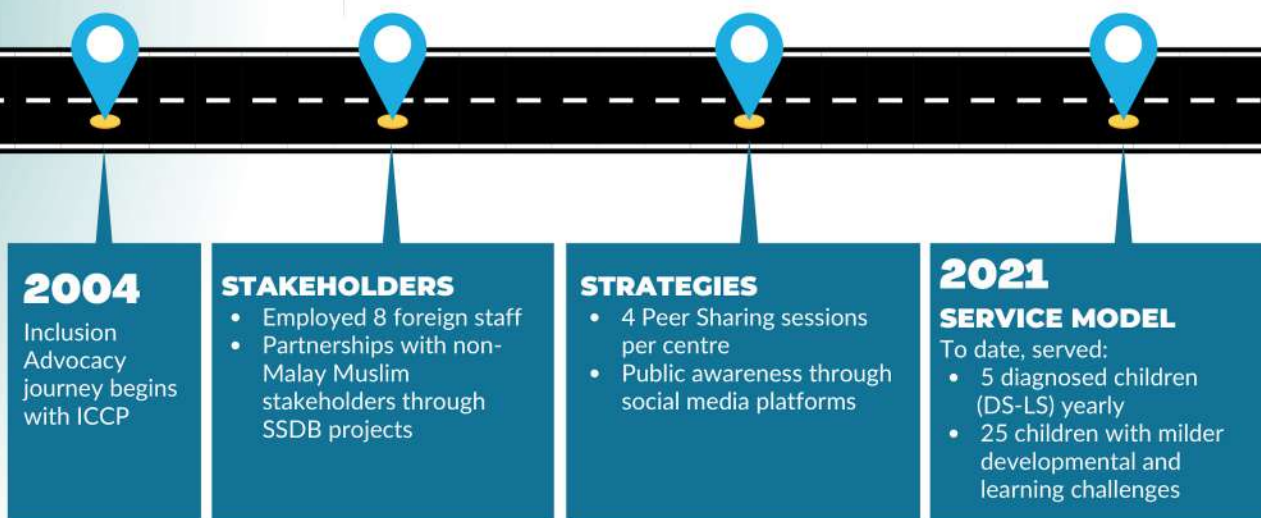 2004
Inclusion
Advocacy
journey begins
with ICCP
STAKEHOLDERS
• Employed 8 foreign staff
• Partnerships with non-
Malay Muslim
stakeholders through
SSDB projects
STRATEGIES
• 4 Peer Sharing sessions
per centre
• Public awareness through
social media platforms
2021
SERVICE MODEL
To date, served:
• 5 diagnosed children
(DS-LS) yearly
• 25 children with milder
developmental and
learning challenges